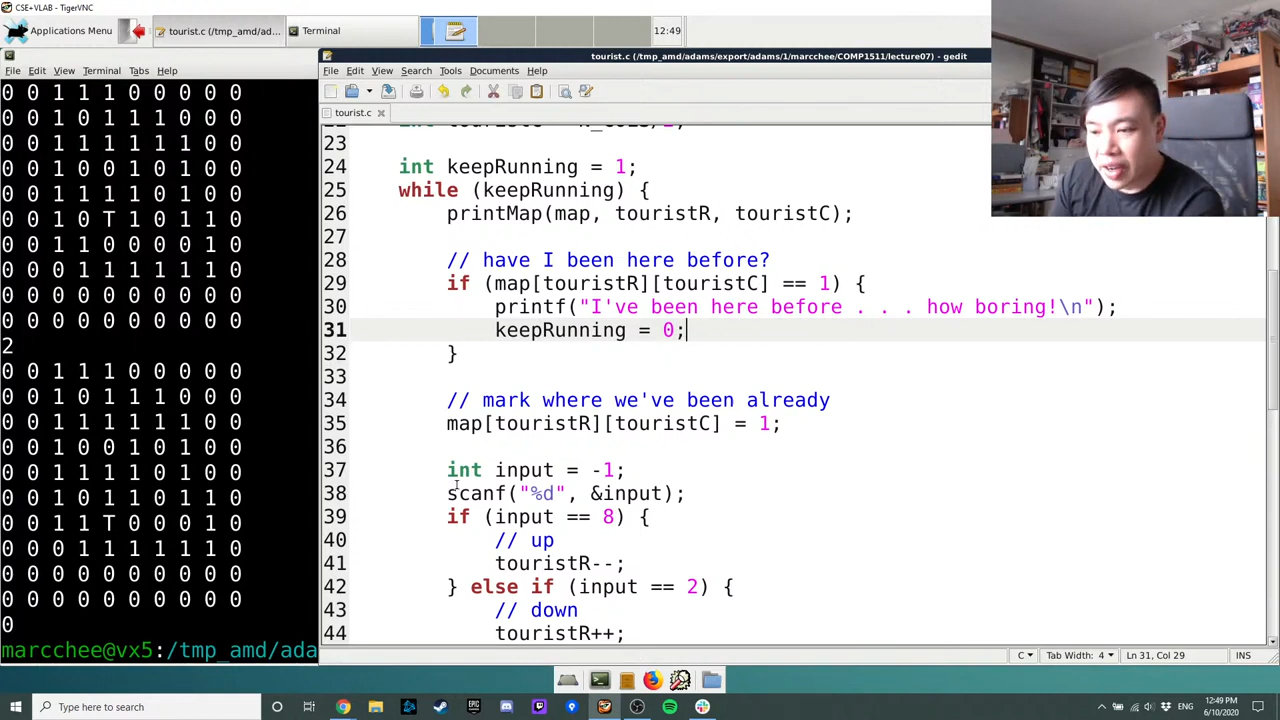 CSE+VLAB - TigerVNC
Applications Menu
tourist.c (/tmp_amd/ad...
Terminal
12:49
File Edit View Terminal Tabs Help
0 0 1 1 1 0 0 0 0 0
0 0 1 0 1 1 1 0 0 0
0 0 1 1 1 1 1 1 0 0
0 0 1 0 0 1 0 1 0 0
0 0 1 1 1 1 0 1 0 0
0 0 1 0 T 1 0 1 1 0
0 0 1 1 0 0 0 0 1 0
0 0 0 1 1 1 1 1 1 0
0 0 0 0 0 0 0 0 0 0
0 0 0 0 0 0 0 0 0 0
2
0 0 1 1 1 0 0 0 0 0
0 0 1 0 1 1 1 0 0 0
0 0 1 1 1 1 1 1 0 0
0 0 1 0 0 1 0 1 0 0
0 0 1 1 1 1 0 1 0 0
0 0 1 0 1 1 0 1 1 0
0 0 1 1 T 0 0 0 1 0
0 0 0 1 1 1 1 1 1 0
0 0 0 0 0 0 0 0 0 0
0 0 0 0 0 0 0 0 0 0
0
marcchee@vx5:/tmp_amd/ada
tourist.c (/tmp_amd/adams/export/adams/1/marcchee/COMP1511/lecture07) - gedit
File Edit View Search Tools Documents Help
tourist.c
23
24 int keepRunning = 1;
25 while (keepRunning) {
26 printMap(map, touristR, touristC);
27
28 // have I been here before?
29 if (map[touristR][touristC] == 1) {
30 printf("I've been here before . . . how boring!\n");
31 keepRunning = 0;
32 }
33
34 // mark where we've been already
35 map[touristR][touristC] = 1;
36
37 int input = -1;
38 scanf("%d", &input);
39 if (input == 8) {
40 // up
41 touristR--;
42 } else if (input == 2) {
43 // down
44 touristR++;
C Tab Width: 4 Ln 31, Col 29 INS
Type here to search
ENG
12:49 PM
6/10/2020